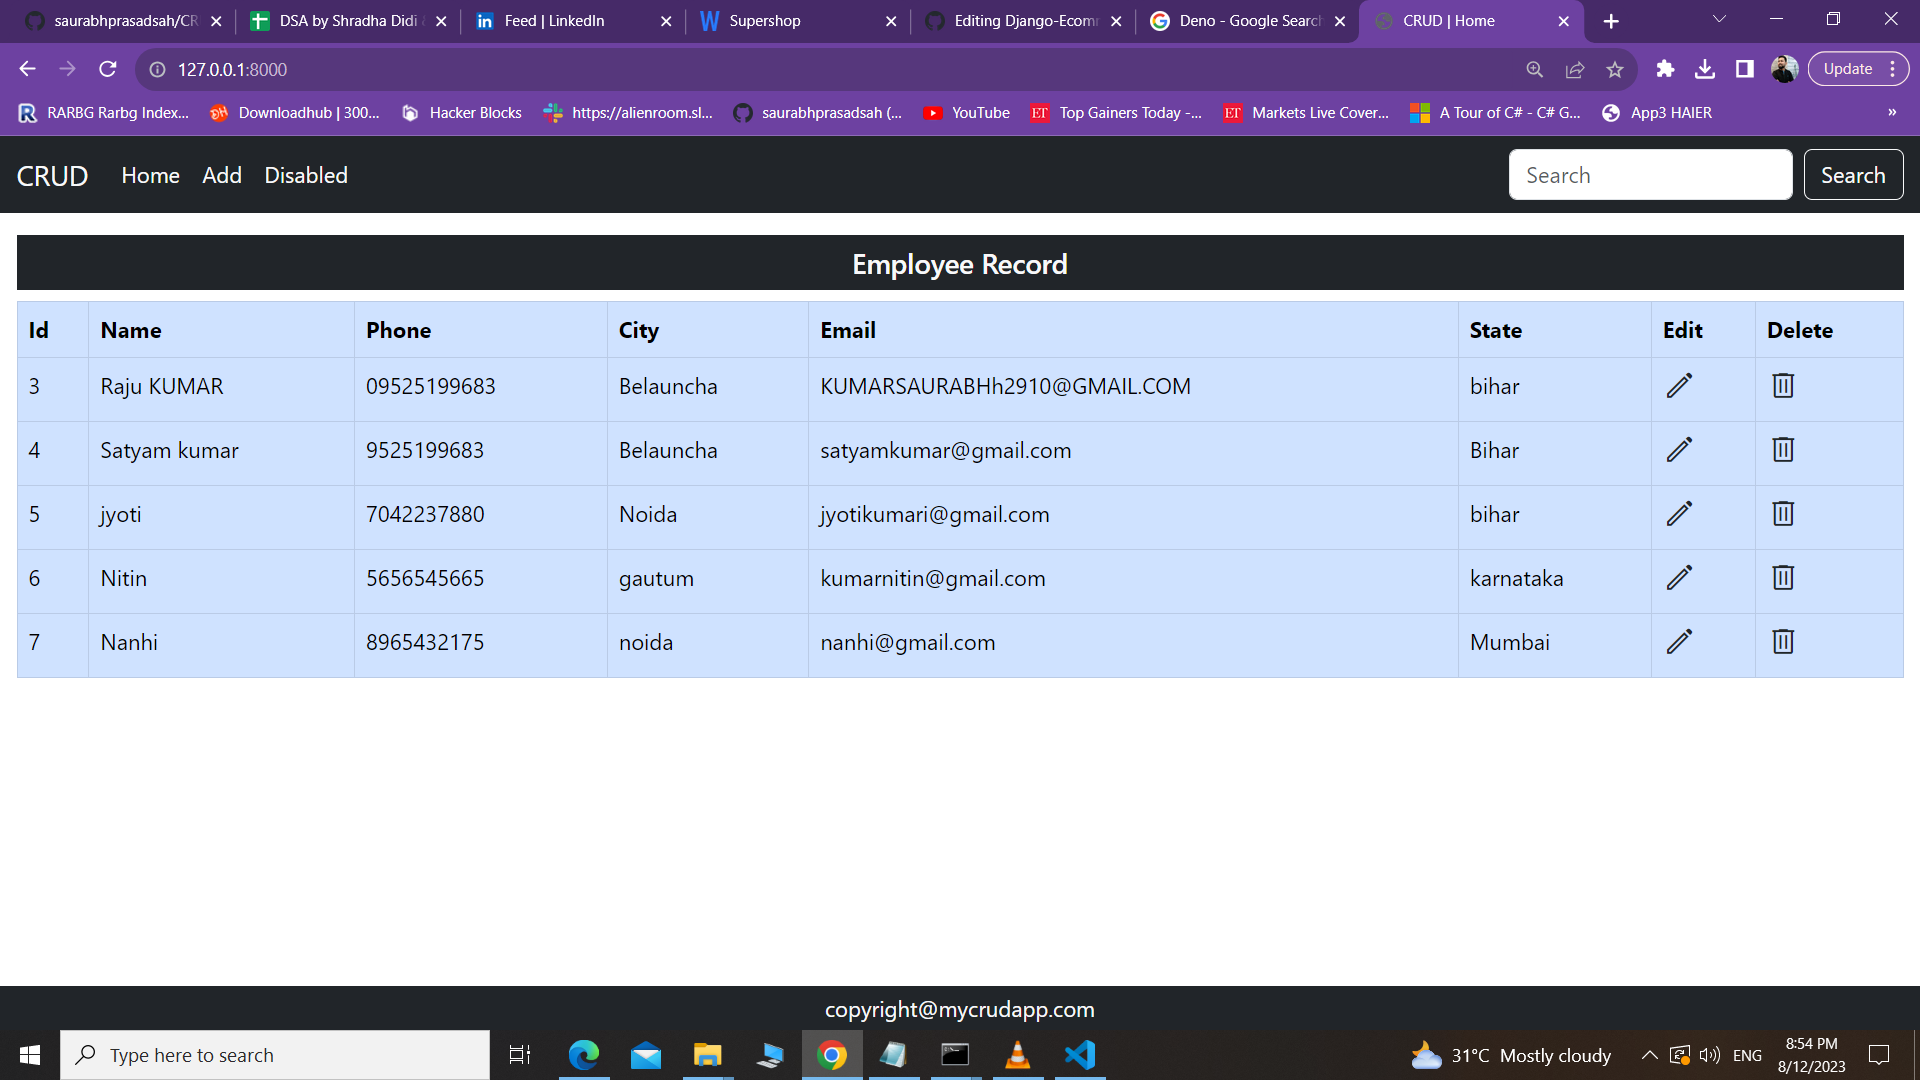 saurabhprasadsah/CR
DSA by Shradha Didi &
Feed | LinkedIn
Supershop
Editing Django-Ecomm
Deno - Google Search
CRUD | Home
127.0.0.1:8000
Update
RARBG Rarbg Index...
Downloadhub | 300...
Hacker Blocks
https://alienroom.sl...
saurabhprasadsah (...
YouTube
ET Top Gainers Today -...
ET Markets Live Cover...
A Tour of C# - C# G...
App3 HAIER
»
CRUD Home Add Disabled Search Search
Employee Record
Id Name Phone City Email State Edit Delete
3 Raju KUMAR 09525199683 Belauncha KUMARSAURABHh2910@GMAIL.COM bihar
4 Satyam kumar 9525199683 Belauncha satyamkumar@gmail.com Bihar
5 jyoti 7042237880 Noida jyotikumari@gmail.com bihar
6 Nitin 5656545665 gautum kumarnitin@gmail.com karnataka
7 Nanhi 8965432175 noida nanhi@gmail.com Mumbai
copyright@mycrudapp.com
Type here to search
31°C Mostly cloudy
ENG
8:54 PM
8/12/2023